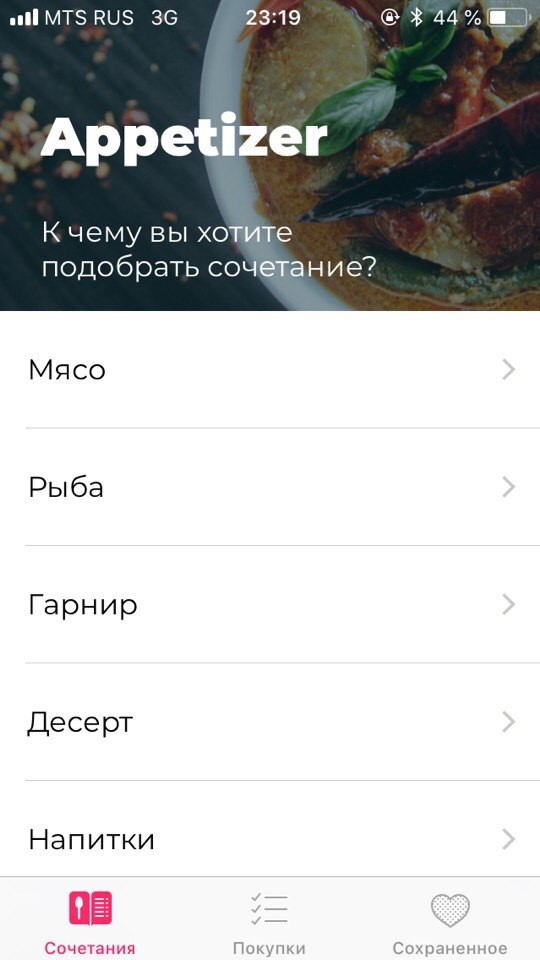 MTS RUS 3G 23:19 44 %
Appetizer
К чему вы хотите
подобрать сочетание?
Мясо
Рыба
Гарнир
Десерт
Напитки
Сочетания Покупки Сохраненное